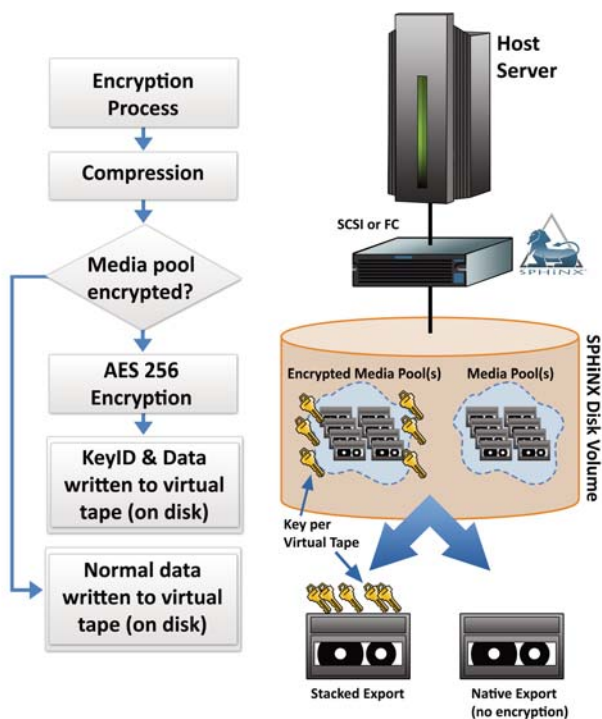 Encryption
Process
Compression
Media pool
encrypted?
AES 256
Encryption
KeyID & Data
written to virtual
tape (on disk)
Normal data
written to virtual
tape (on disk)
Host
Server
SCSI or FC
SPHiNX
Encrypted Media Pool(s)
Media Pool(s)
SPHiNX Disk Volume
Key per
Virtual Tape
Stacked Export
Native Export
(no encryption)